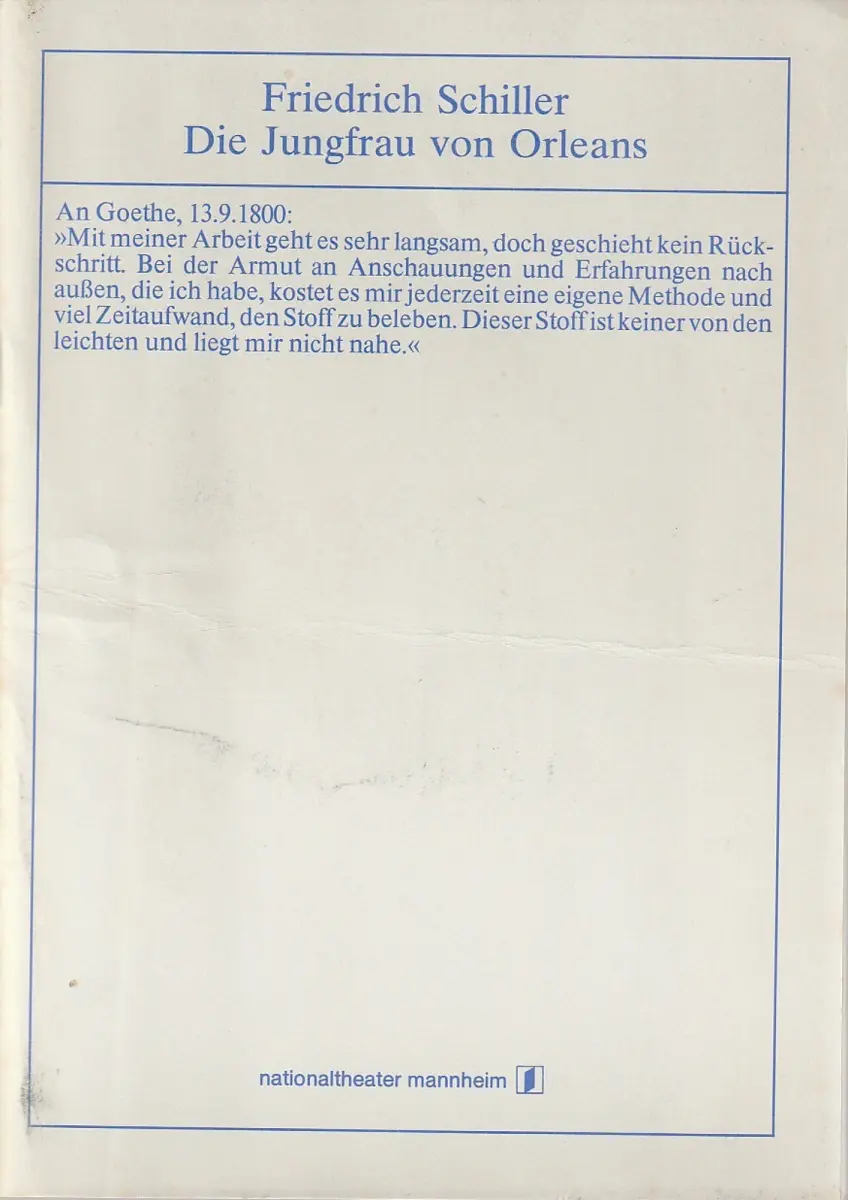 Friedrich Schiller
Die Jungfrau von Orleans
An Goethe, 13.9.1800:
»Mit meiner Arbeit geht es sehr langsam, doch geschieht kein Rück-
schritt. Bei der Armut an Anschauungen und Erfahrungen nach
außen, die ich habe, kostet es mir jederzeit eine eigene Methode und
viel Zeitaufwand, den Stoff zu beleben. Dieser Stoff ist keiner von den
leichten und liegt mir nicht nahe.«
nationaltheater mannheim